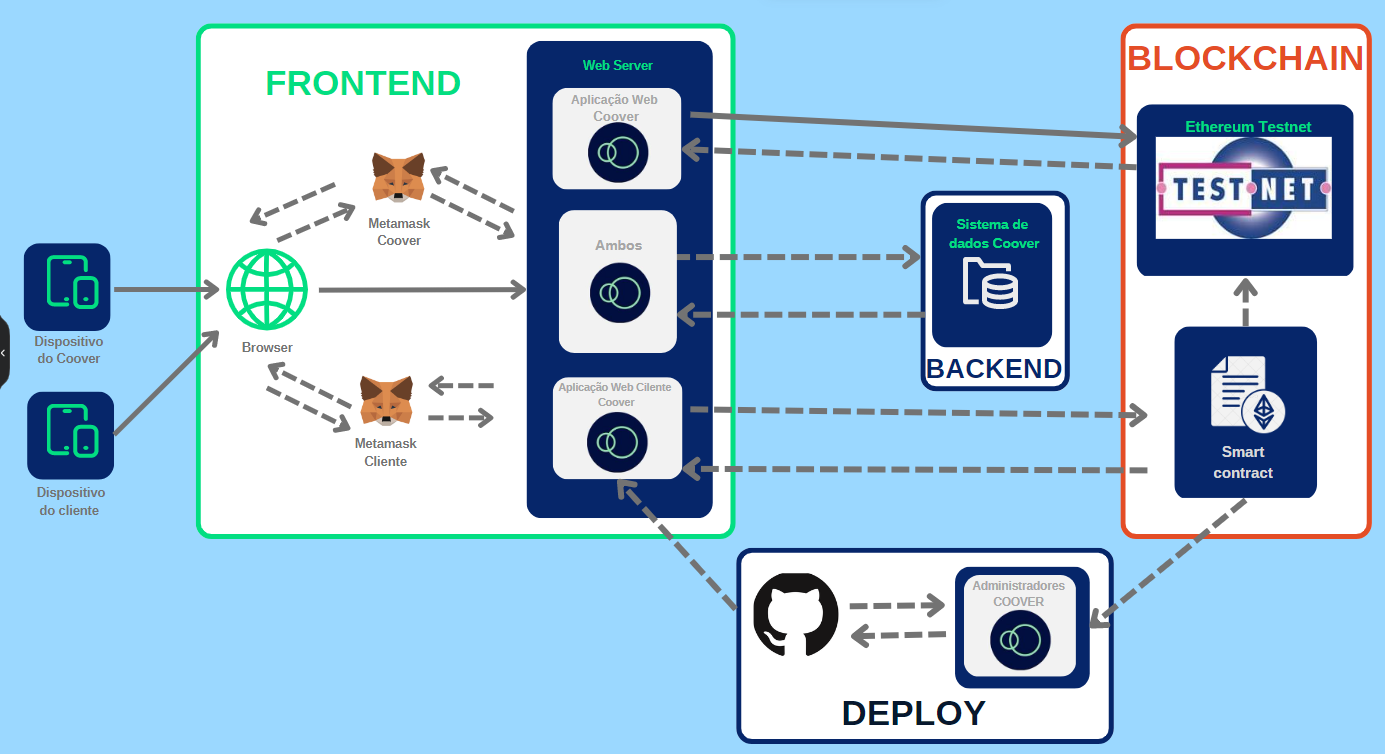 FRONTEND
Web Server
Aplicação Web
Coover
BLOCKCHAIN
Ethereum Testnet
TEST NET
Metamask
Coover
Ambos
Sistema de
dados Coover
BACKEND
Dispositivo
do Coover
Browser
Metamask
Cliente
Aplicação Web Cilente
Coover
Smart
contract
Dispositivo
do cliente
Administradores
COOVER
DEPLOY